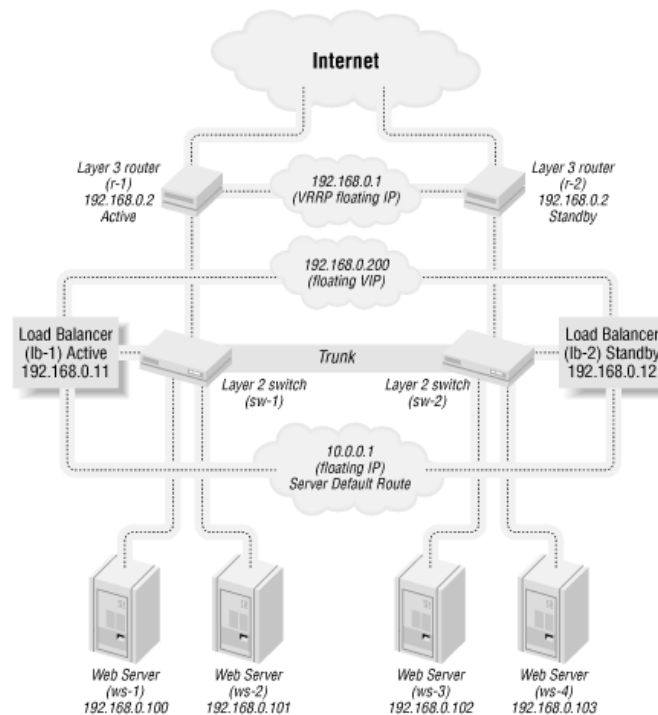 Internet
Layer 3 router
(r-1)
192.168.0.2
Active
192.168.0.1
(VRRP floating IP)
Layer 3 router
(r-2)
192.168.0.2
Standby
192.168.0.200
(floating VIP)
Load Balancer
(lb-1) Active
192.168.0.11
Trunk
Load Balancer
(lb-2) Standby
192.168.0.12
Layer 2 switch
(sw-1)
Layer 2 switch
(sw-2)
10.0.0.1
(floating IP)
Server Default Route
Web Server
(ws-1)
192.168.0.100
Web Server
(ws-2)
192.168.0.101
Web Server
(ws-3)
192.168.0.102
Web Server
(ws-4)
192.168.0.103